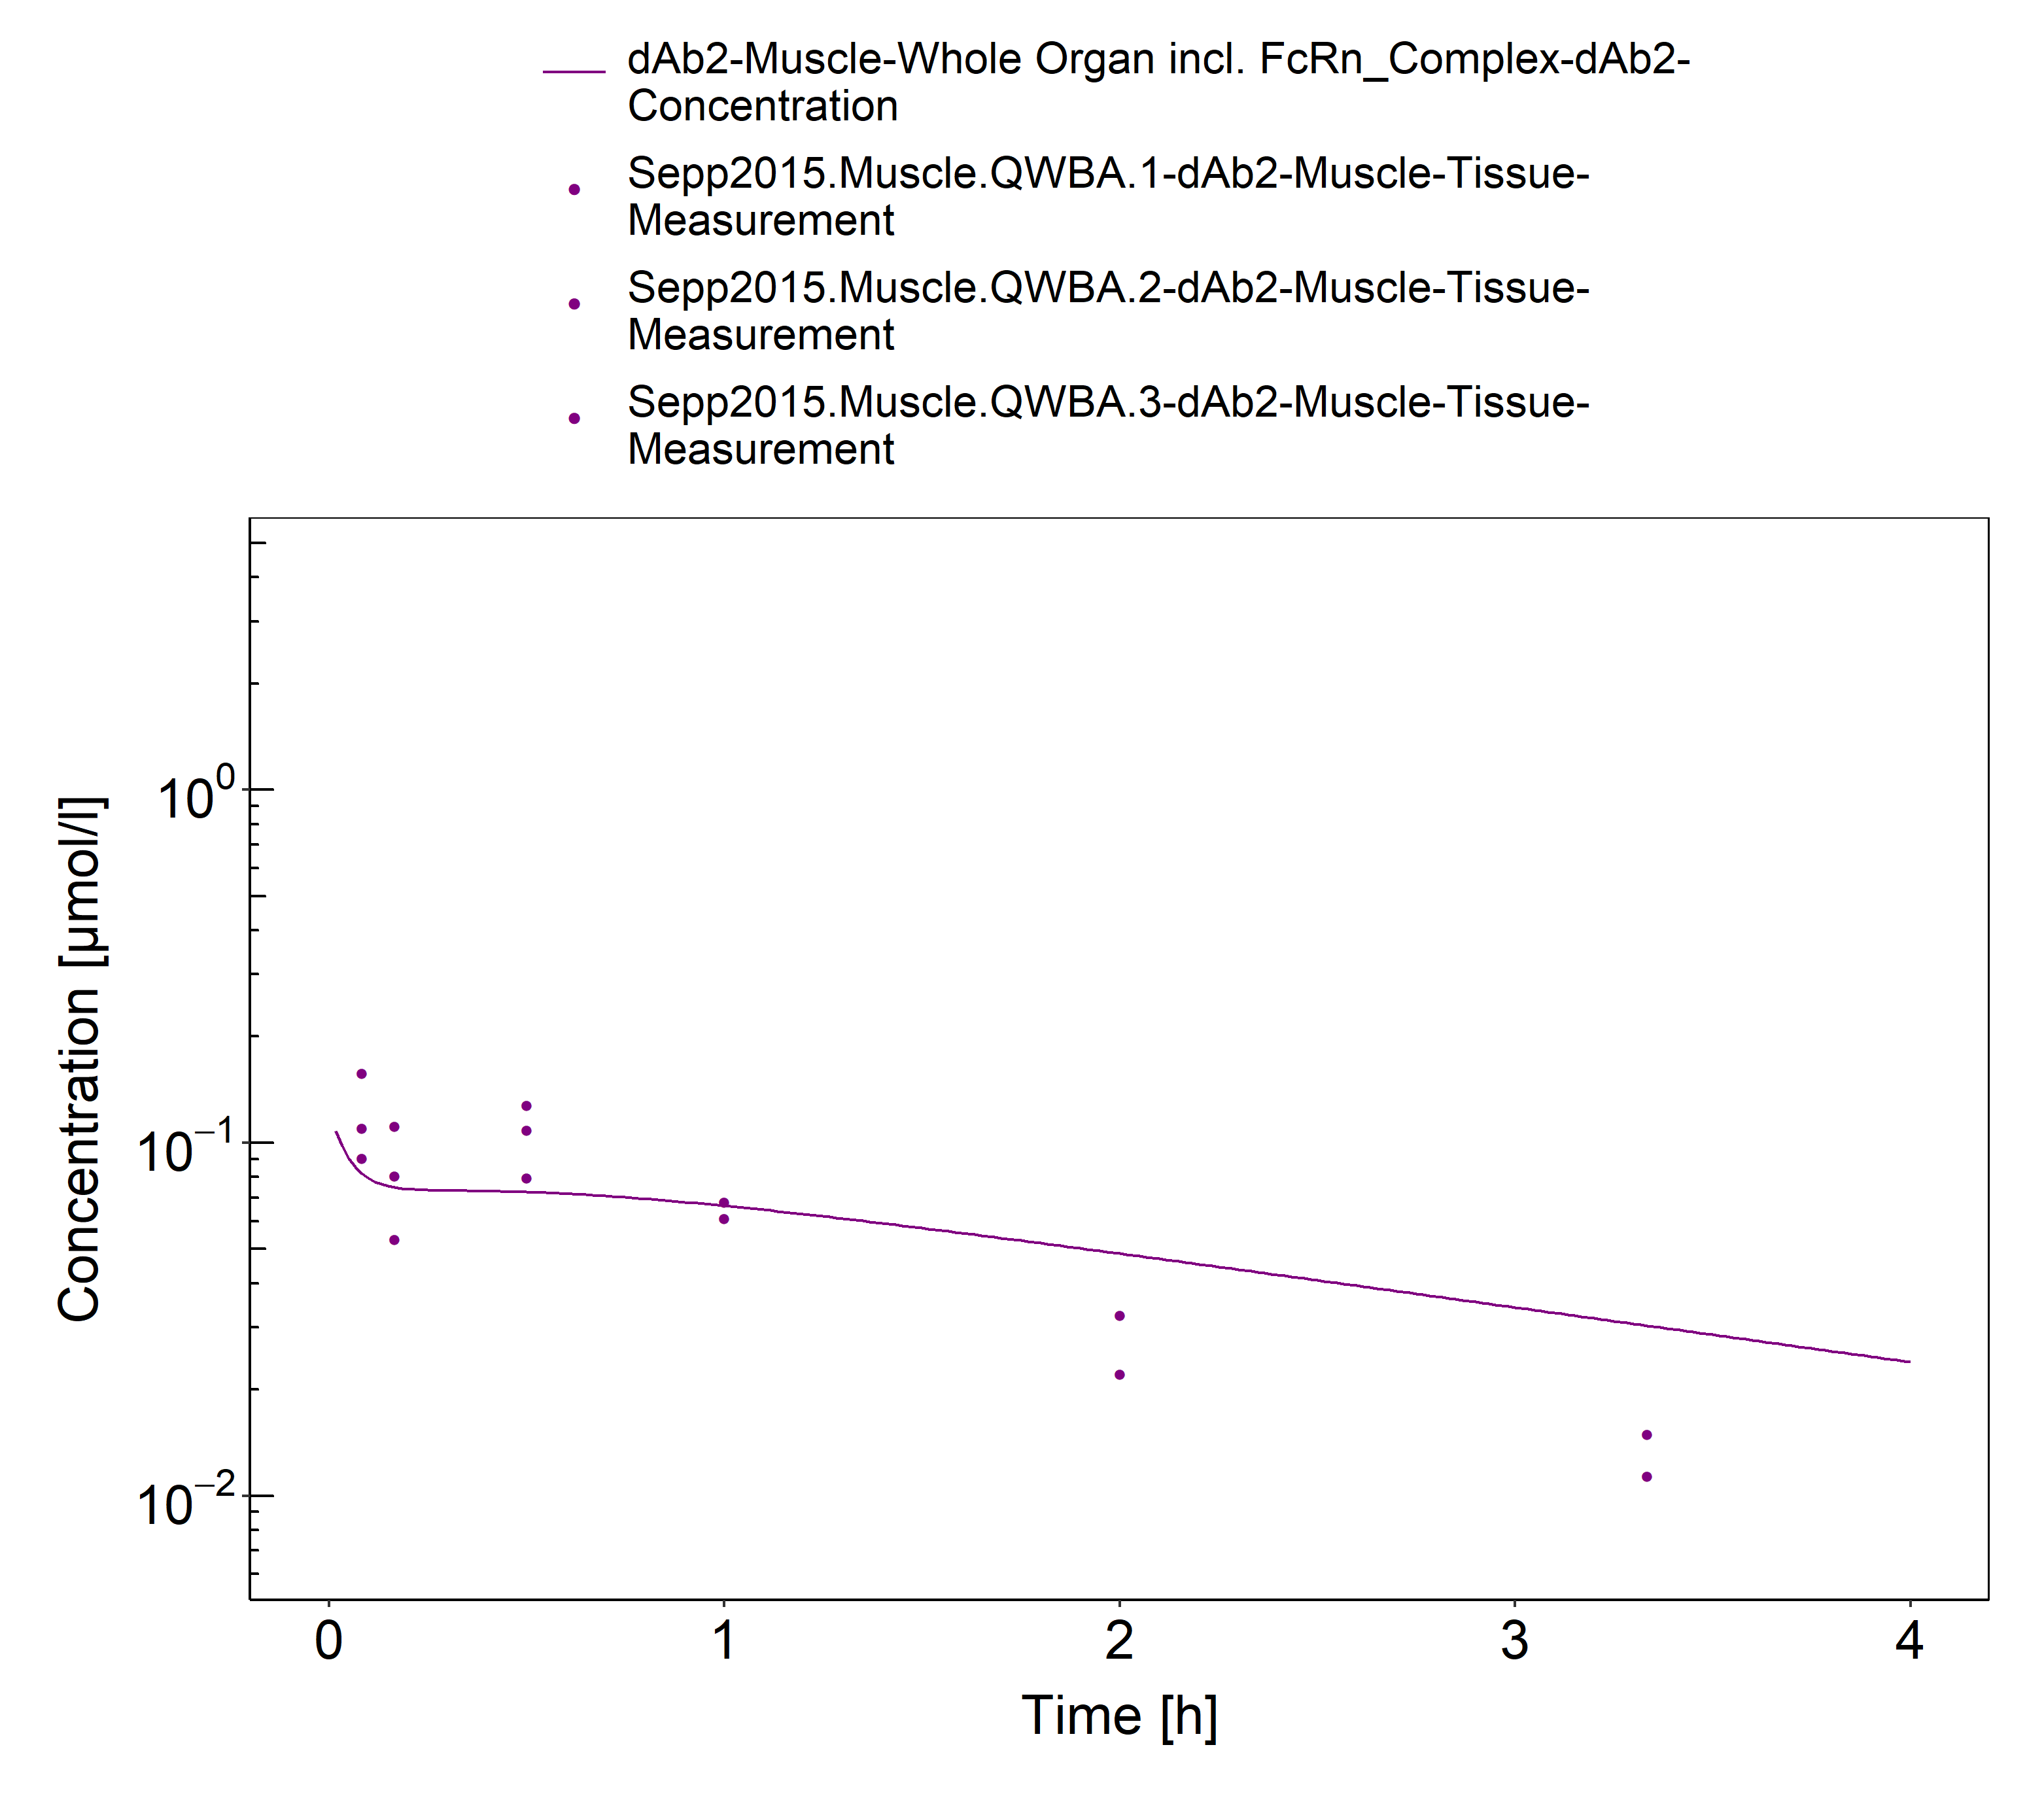 dAb2-Muscle-Whole Organ incl. FcRn_Complex-dAb2-
Concentration
Sepp2015.Muscle.QWBA.1-dAb2-Muscle-Tissue-
Measurement
Sepp2015.Muscle.QWBA.2-dAb2-Muscle-Tissue-
Measurement
Sepp2015.Muscle.QWBA.3-dAb2-Muscle-Tissue-
Measurement
Concentration [µmol/l]
10⁰
10⁻¹
10⁻²
0 1 2 3 4
Time [h]